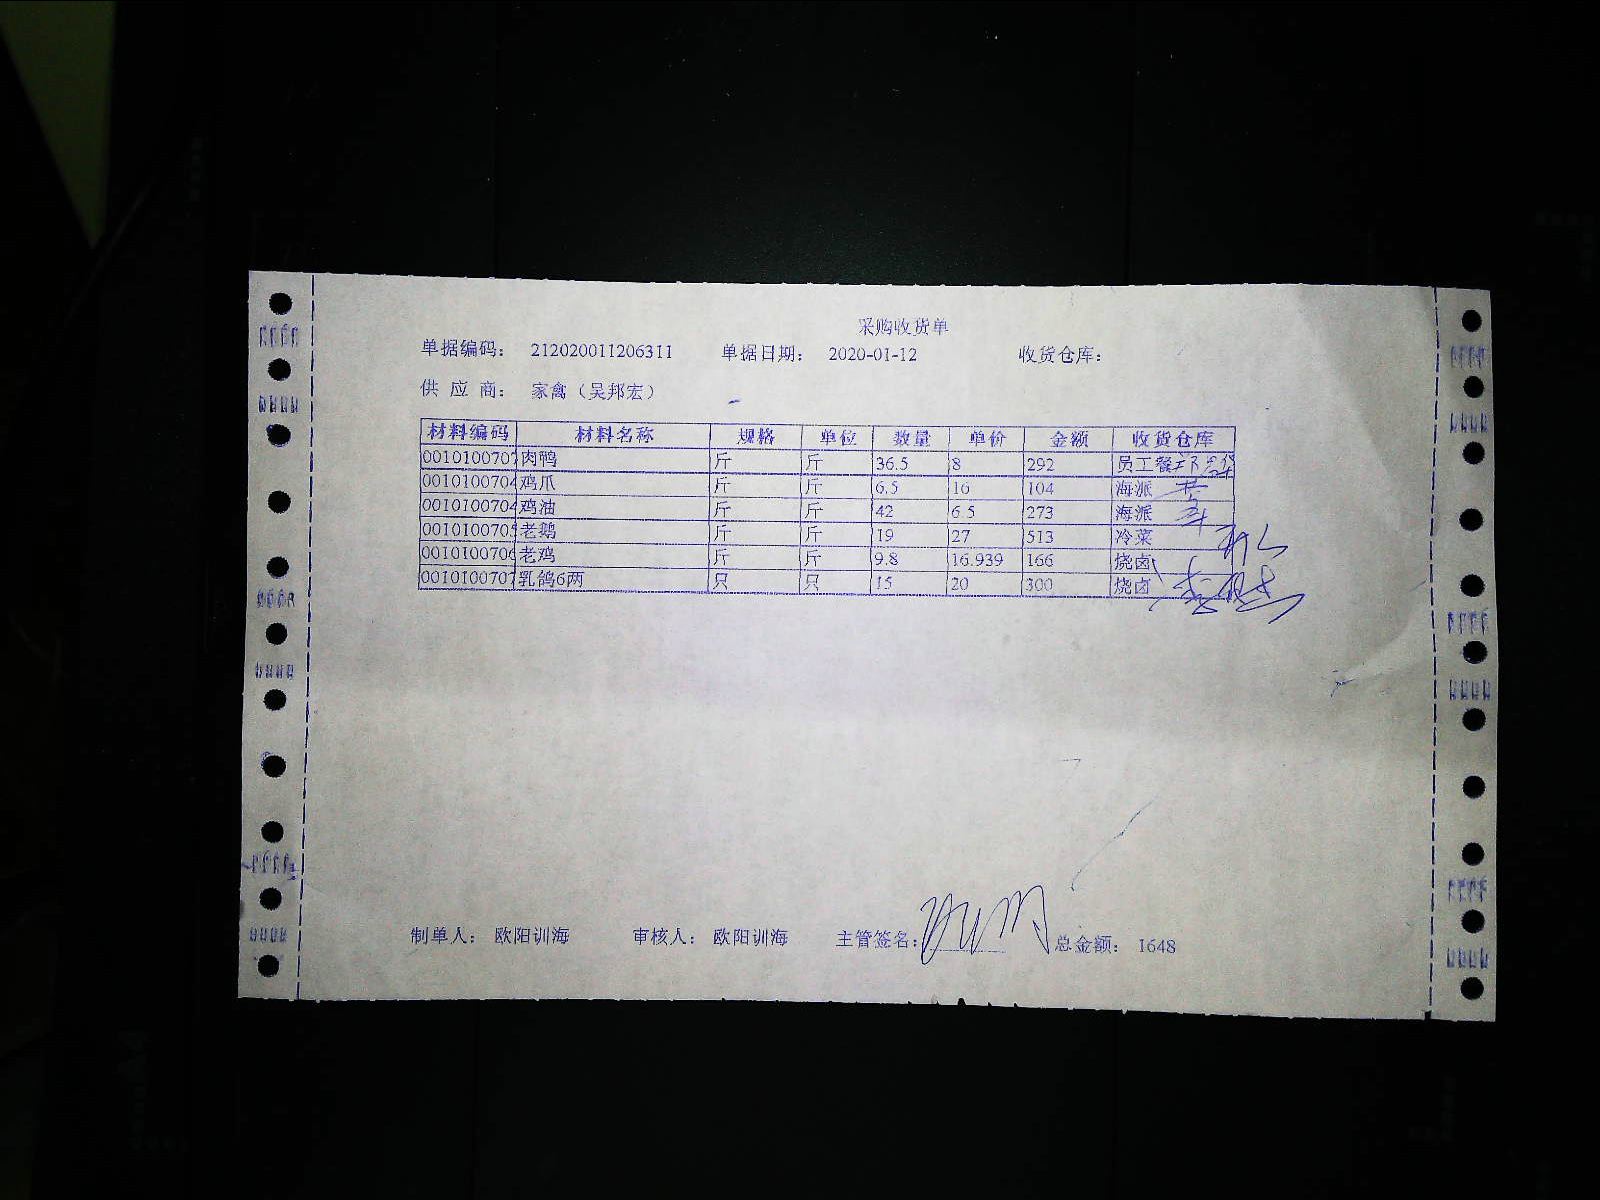 采购收货单
单据编码： 212020011206311 单据日期： 2020-01-12 收货仓库：
供 应 商： 家禽（吴邦宏）
材料编码 材料名称 规格 单位 数量 单价 金额 收货仓库
0010100707 肉鸭 斤 斤 36.5 8 292 员工餐
0010100704 鸡爪 斤 斤 6.5 16 104 海派
0010100704 鸡油 斤 斤 42 6.5 273 海派
0010100705 老鹅 斤 斤 19 27 513 冷菜
0010100706 老鸡 斤 斤 9.8 16.939 166 烧卤
0010100707 乳鸽6两 只 只 15 20 300 烧卤
制单人： 欧阳训海 审核人： 欧阳训海 主管签名： 总金额： 1648